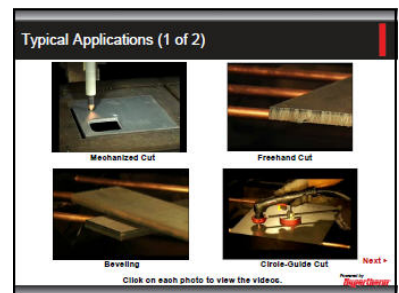 Typical Applications (1 of 2)
Mechanized Cut
Freehand Cut
Beveling
Circle-Guide Cut
Next ►
Click on each photo to view the videos.
Powered by
Hypertherm